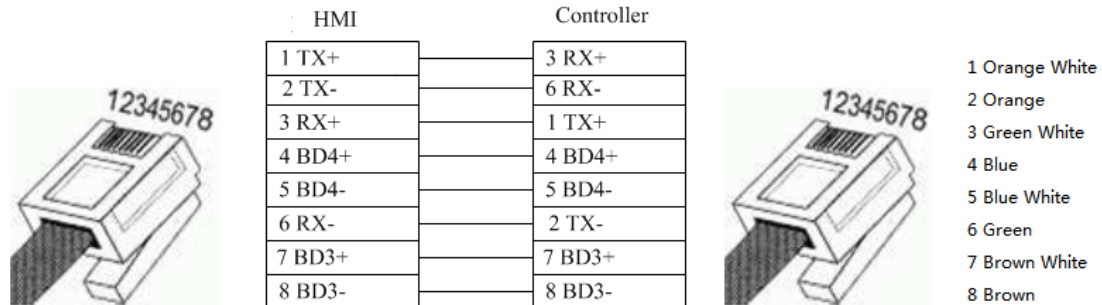 HMI
Controller
1 TX+
3 RX+
2 TX-
6 RX-
3 RX+
1 TX+
4 BD4+
4 BD4+
5 BD4-
5 BD4-
6 RX-
2 TX-
7 BD3+
7 BD3+
8 BD3-
8 BD3-
12345678
12345678
1 Orange White
2 Orange
3 Green White
4 Blue
5 Blue White
6 Green
7 Brown White
8 Brown